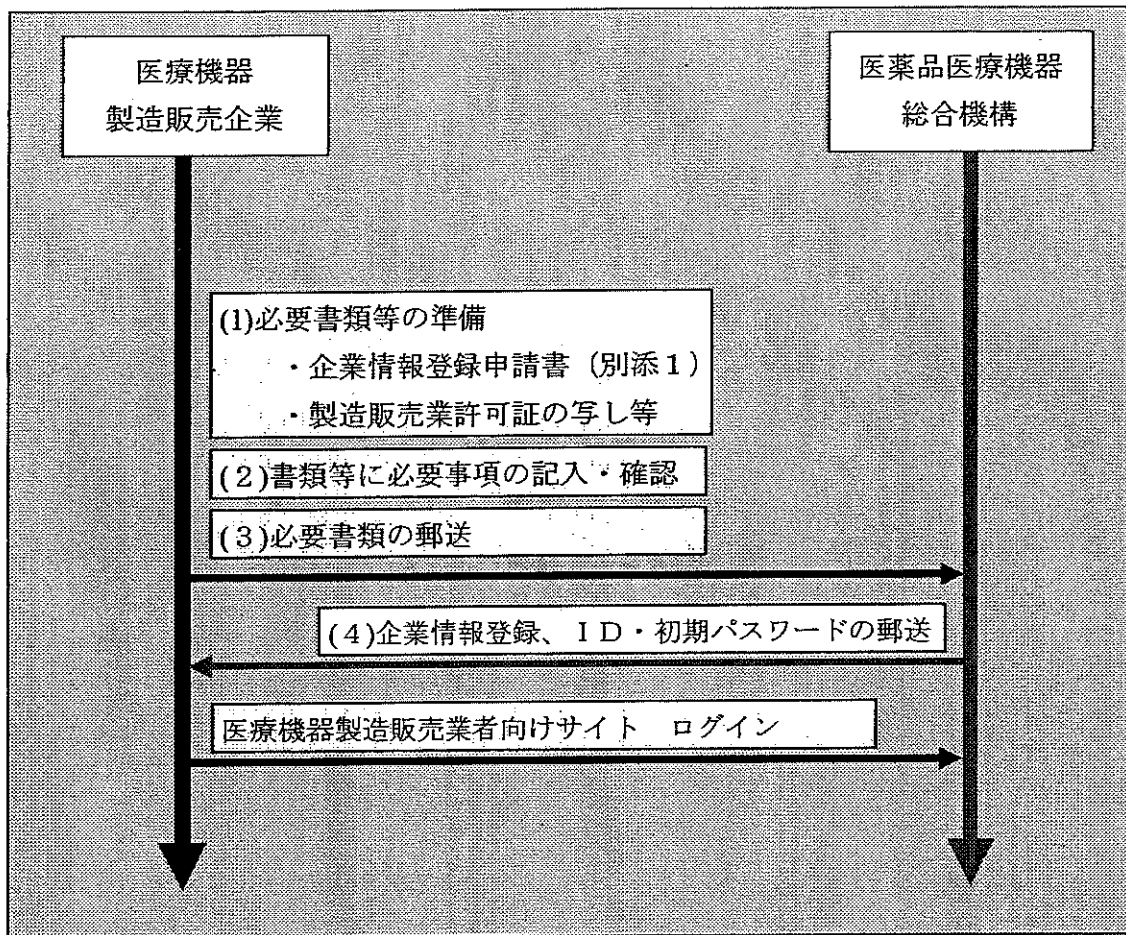 医療機器
製造販売企業
医薬品医療機器
総合機構
(1)必要書類等の準備
・企業情報登録申請書（別添１）
・製造販売業許可証の写し等
(２)書類等に必要事項の記入・確認
(３)必要書類の郵送
(４)企業情報登録、ＩＤ・初期パスワードの郵送
医療機器製造販売業者向けサイト　ログイン